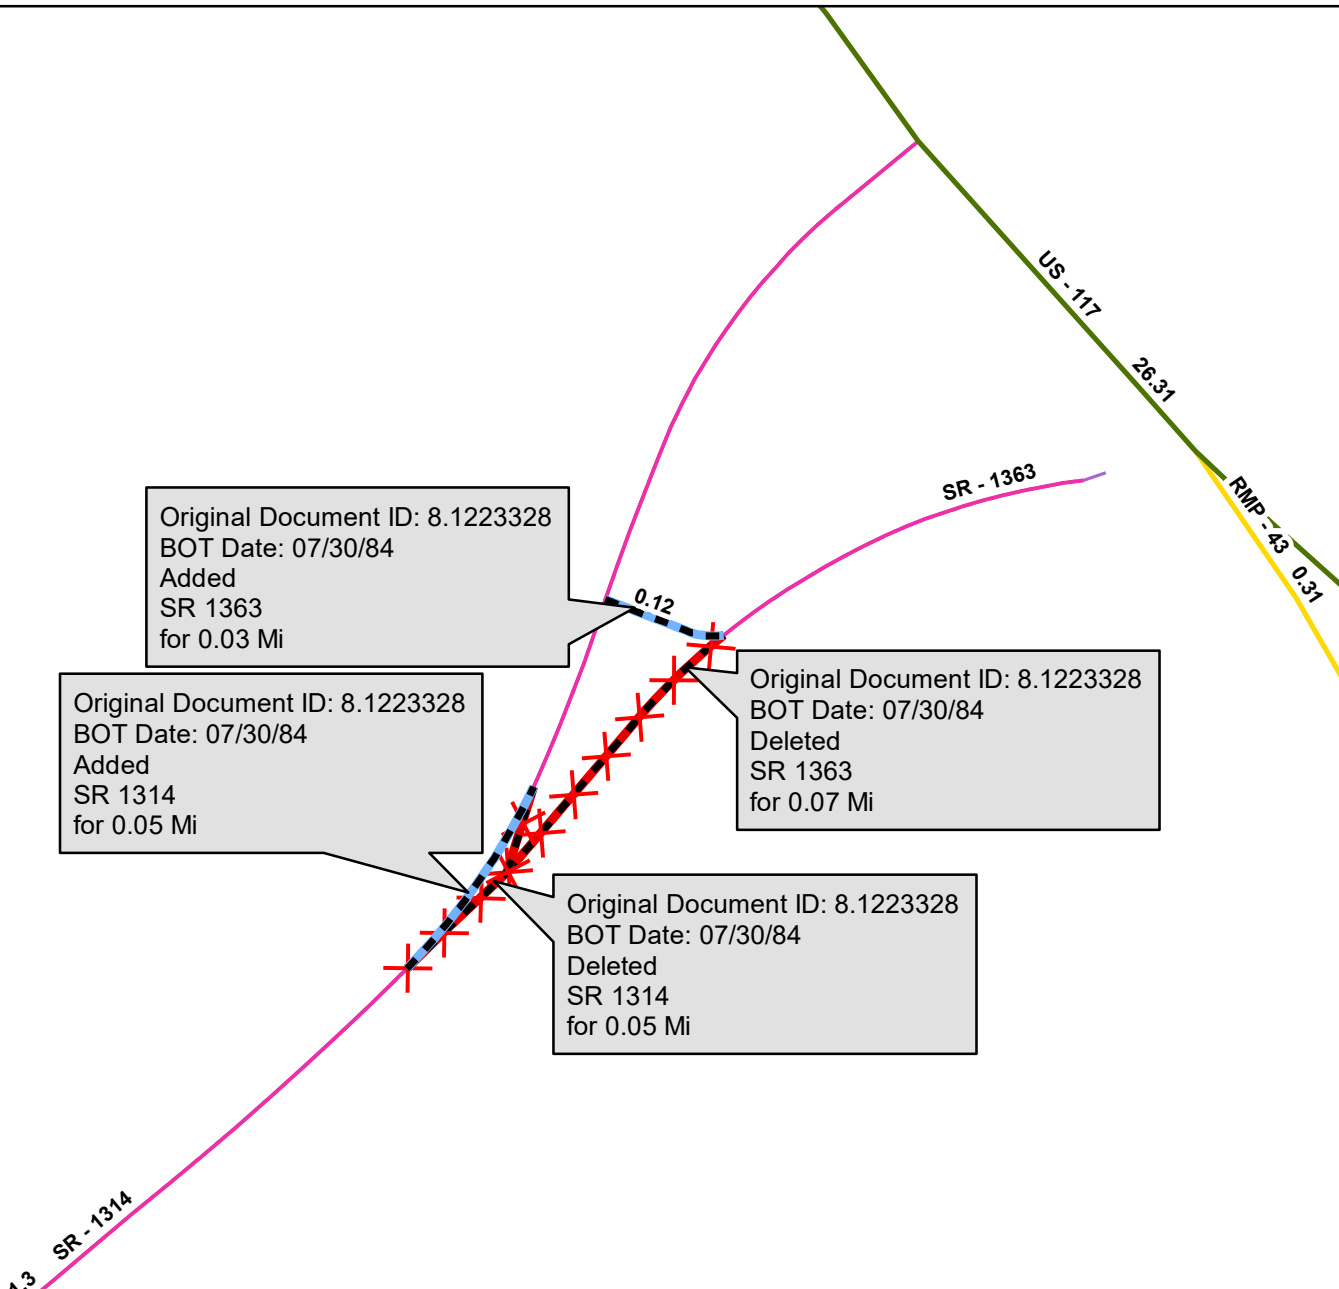 US - 117
26.31
SR - 1363
RMP - 43
0.31
Original Document ID: 8.1223328
BOT Date: 07/30/84
Added
SR 1363
for 0.03 Mi
0.12
Original Document ID: 8.1223328
BOT Date: 07/30/84
Deleted
SR 1363
for 0.07 Mi
Original Document ID: 8.1223328
BOT Date: 07/30/84
Added
SR 1314
for 0.05 Mi
Original Document ID: 8.1223328
BOT Date: 07/30/84
Deleted
SR 1314
for 0.05 Mi
SR - 1314